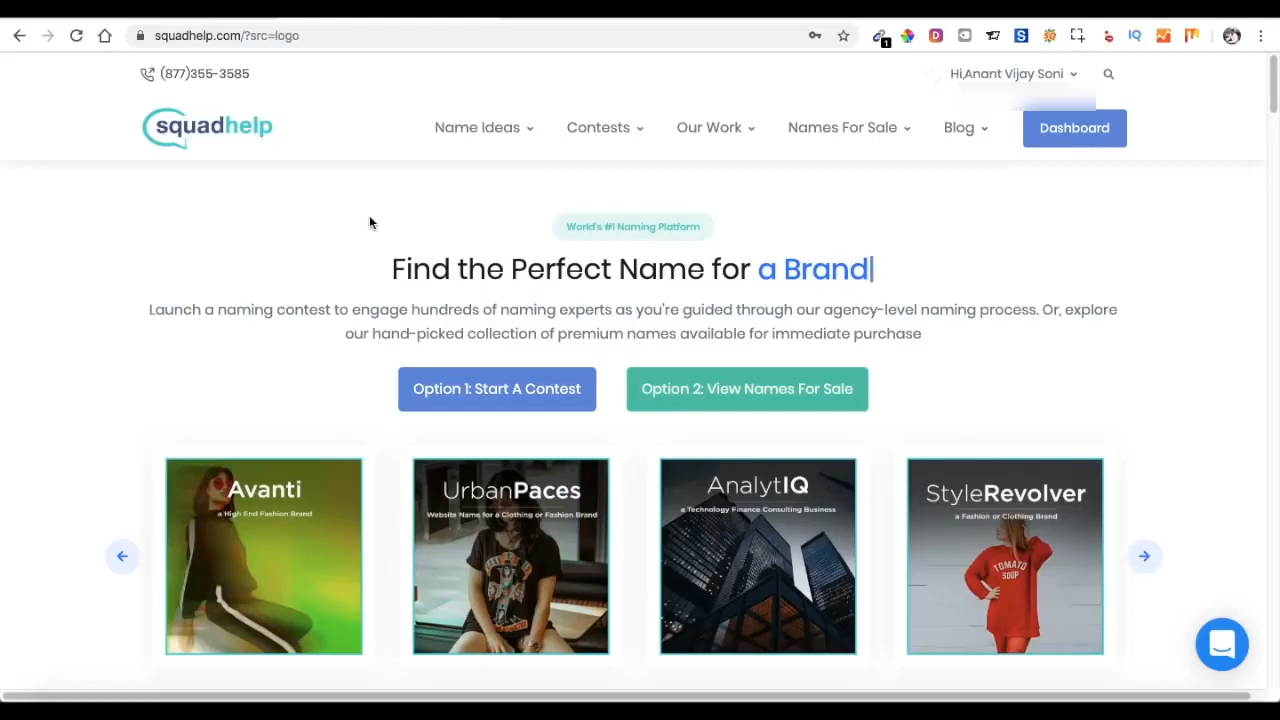 squadhelp.com/?src=logo
1
(877)355-3585
Hi,Anant Vijay Soni
squadhelp
Name Ideas
Contests
Our Work
Names For Sale
Blog
Dashboard
World's #1 Naming Platform
Find the Perfect Name for a Brand
Launch a naming contest to engage hundreds of naming experts as you're guided through our agency-level naming process. Or, explore
our hand-picked collection of premium names available for immediate purchase
Option 1: Start A Contest
Option 2: View Names For Sale
Avanti
a High End Fashion Brand
UrbanPaces
Website Name for a Clothing or Fashion Brand
AnalytIQ
a Technology Finance Consulting Business
StyleRevolver
a Fashion or Clothing Brand
TOMATO
SOUP